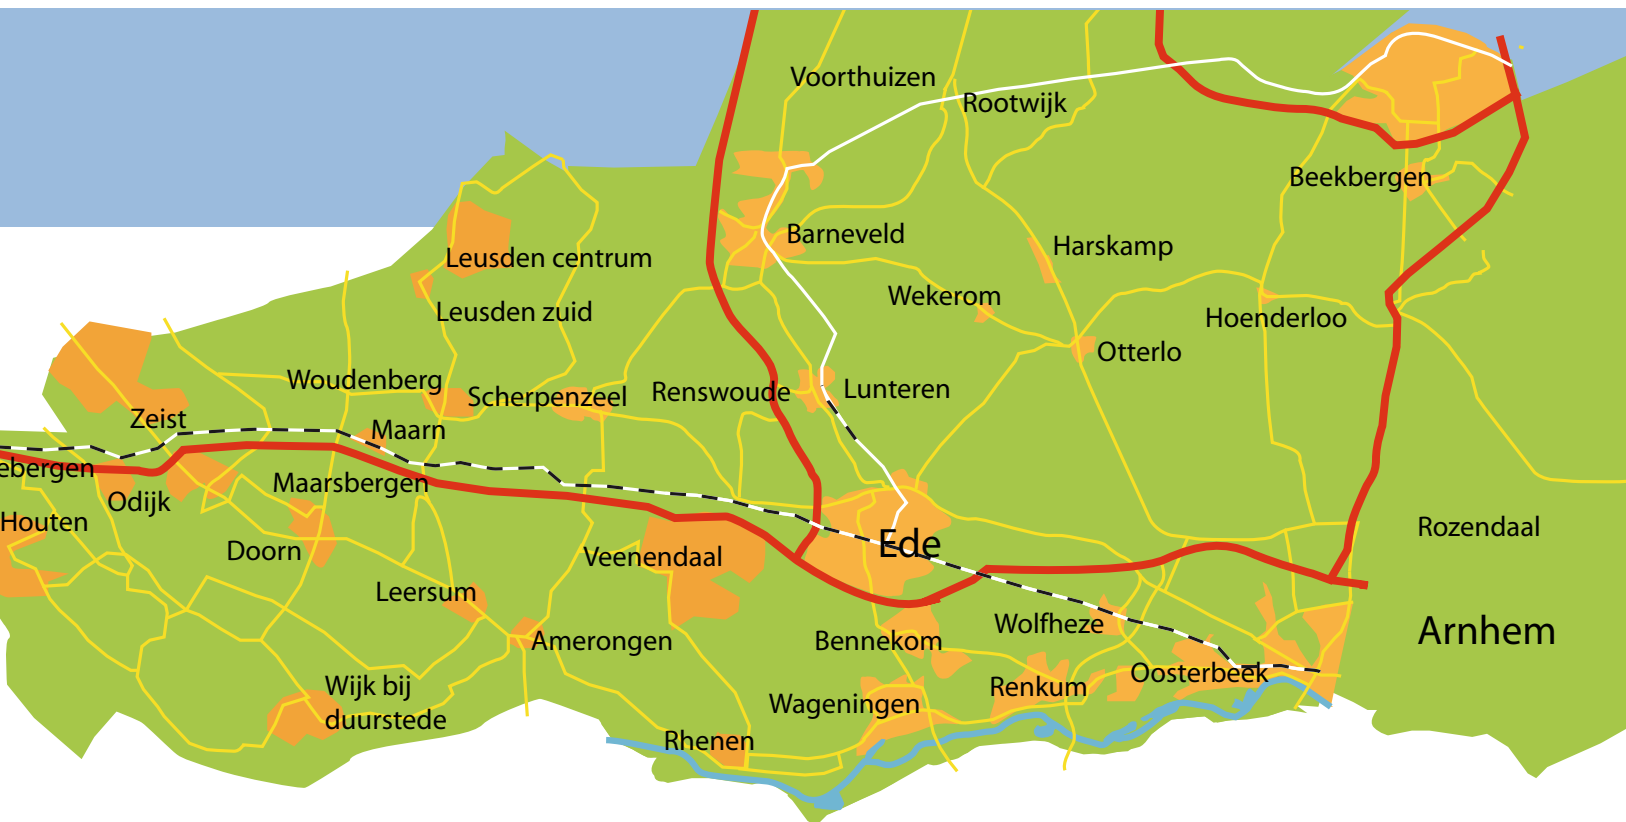 Voorthuizen
Rootwijk
Beekbergen
Barneveld
Harskamp
Leusden centrum
Wekerom
Leusden zuid
Hoenderloo
Otterlo
Woudenberg
Scherpenzeel
Renswoude
Lunteren
Zeist
Maarn
ebergen
Maarsbergen
Odijk
Houten
Rozendaal
Doorn
Veenendaal
Ede
Leersum
Wolfheze
Arnhem
Amerongen
Bennekom
Oosterbeek
Wijk bij
duurstede
Renkum
Wageningen
Rhenen